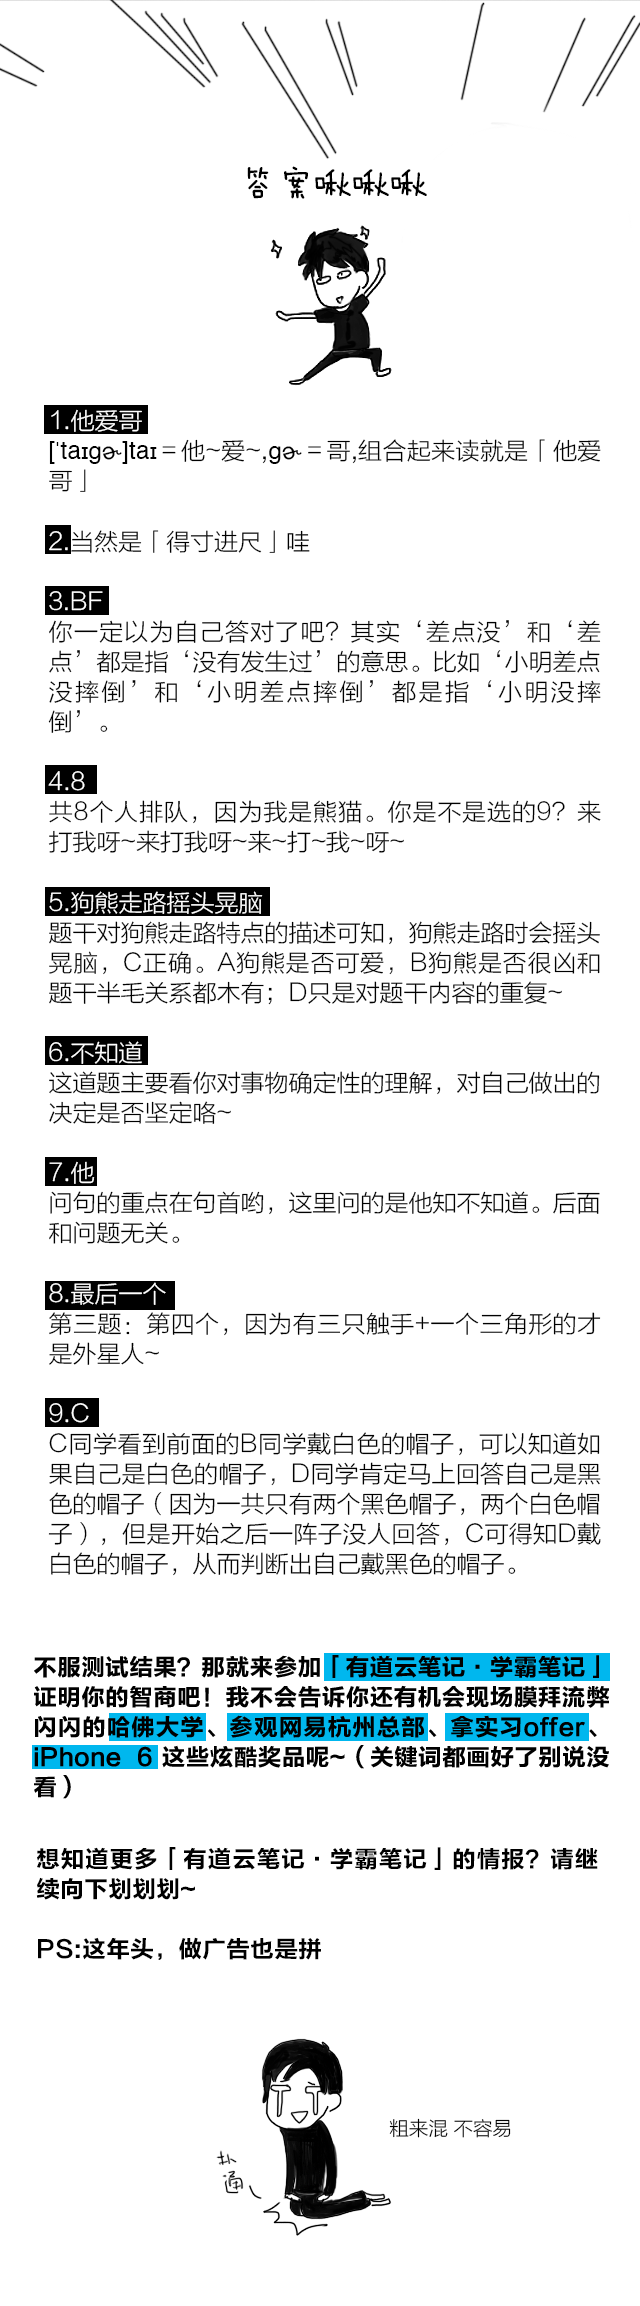 答案啾啾啾
1.他爱哥
['taɪgɚ]taɪ＝他~爱~,gɚ＝哥,组合起来读就是「他爱
哥」
2.当然是「得寸进尺」哇
3.BF
你一定以为自己答对了吧？其实‘差点没’和‘差
点’都是指‘没有发生过’的意思。比如‘小明差点
没摔倒’和‘小明差点摔倒’都是指‘小明没摔
倒’。
4.8
共8个人排队，因为我是熊猫。你是不是选的9？来
打我呀~来打我呀~来~打~我~呀~
5.狗熊走路摇头晃脑
题干对狗熊走路特点的描述可知，狗熊走路时会摇头
晃脑，C正确。A狗熊是否可爱，B狗熊是否很凶和
题干半毛关系都木有；D只是对题干内容的重复~
6.不知道
这道题主要看你对事物确定性的理解，对自己做出的
决定是否坚定咯~
7.他
问句的重点在句首哟，这里问的是他知不知道。后面
和问题无关。
8.最后一个
第三题：第四个，因为有三只触手+一个三角形的才
是外星人~
9.C
C同学看到前面的B同学戴白色的帽子，可以知道如
果自己是白色的帽子，D同学肯定马上回答自己是黑
色的帽子（因为一共只有两个黑色帽子，两个白色帽
子），但是开始之后一阵子没人回答，C可得知D戴
白色的帽子，从而判断出自己戴黑色的帽子。
不服测试结果？那就来参加「有道云笔记·学霸笔记」
证明你的智商吧！我不会告诉你还有机会现场膜拜流弊
闪闪的哈佛大学、参观网易杭州总部、拿实习offer、
iPhone 6 这些炫酷奖品呢~（关键词都画好了别说没
看）
想知道更多「有道云笔记·学霸笔记」的情报？请继
续向下划划划~
PS:这年头，做广告也是拼
粗来混 不容易
扑
通